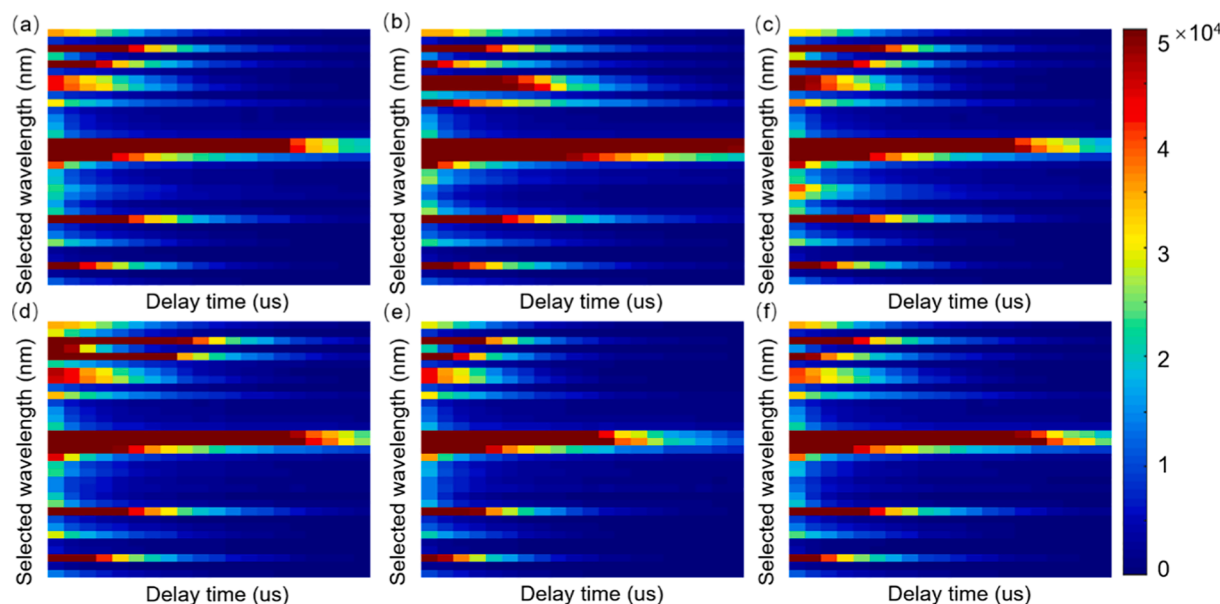 (a)
(b)
(c)
Selected wavelength (nm)
Selected wavelength (nm)
Selected wavelength (nm)
Delay time (us)
Delay time (us)
Delay time (us)
(d)
(e)
(f)
Selected wavelength (nm)
Selected wavelength (nm)
Selected wavelength (nm)
Delay time (us)
Delay time (us)
Delay time (us)
5 ×10⁴
4
3
2
1
0